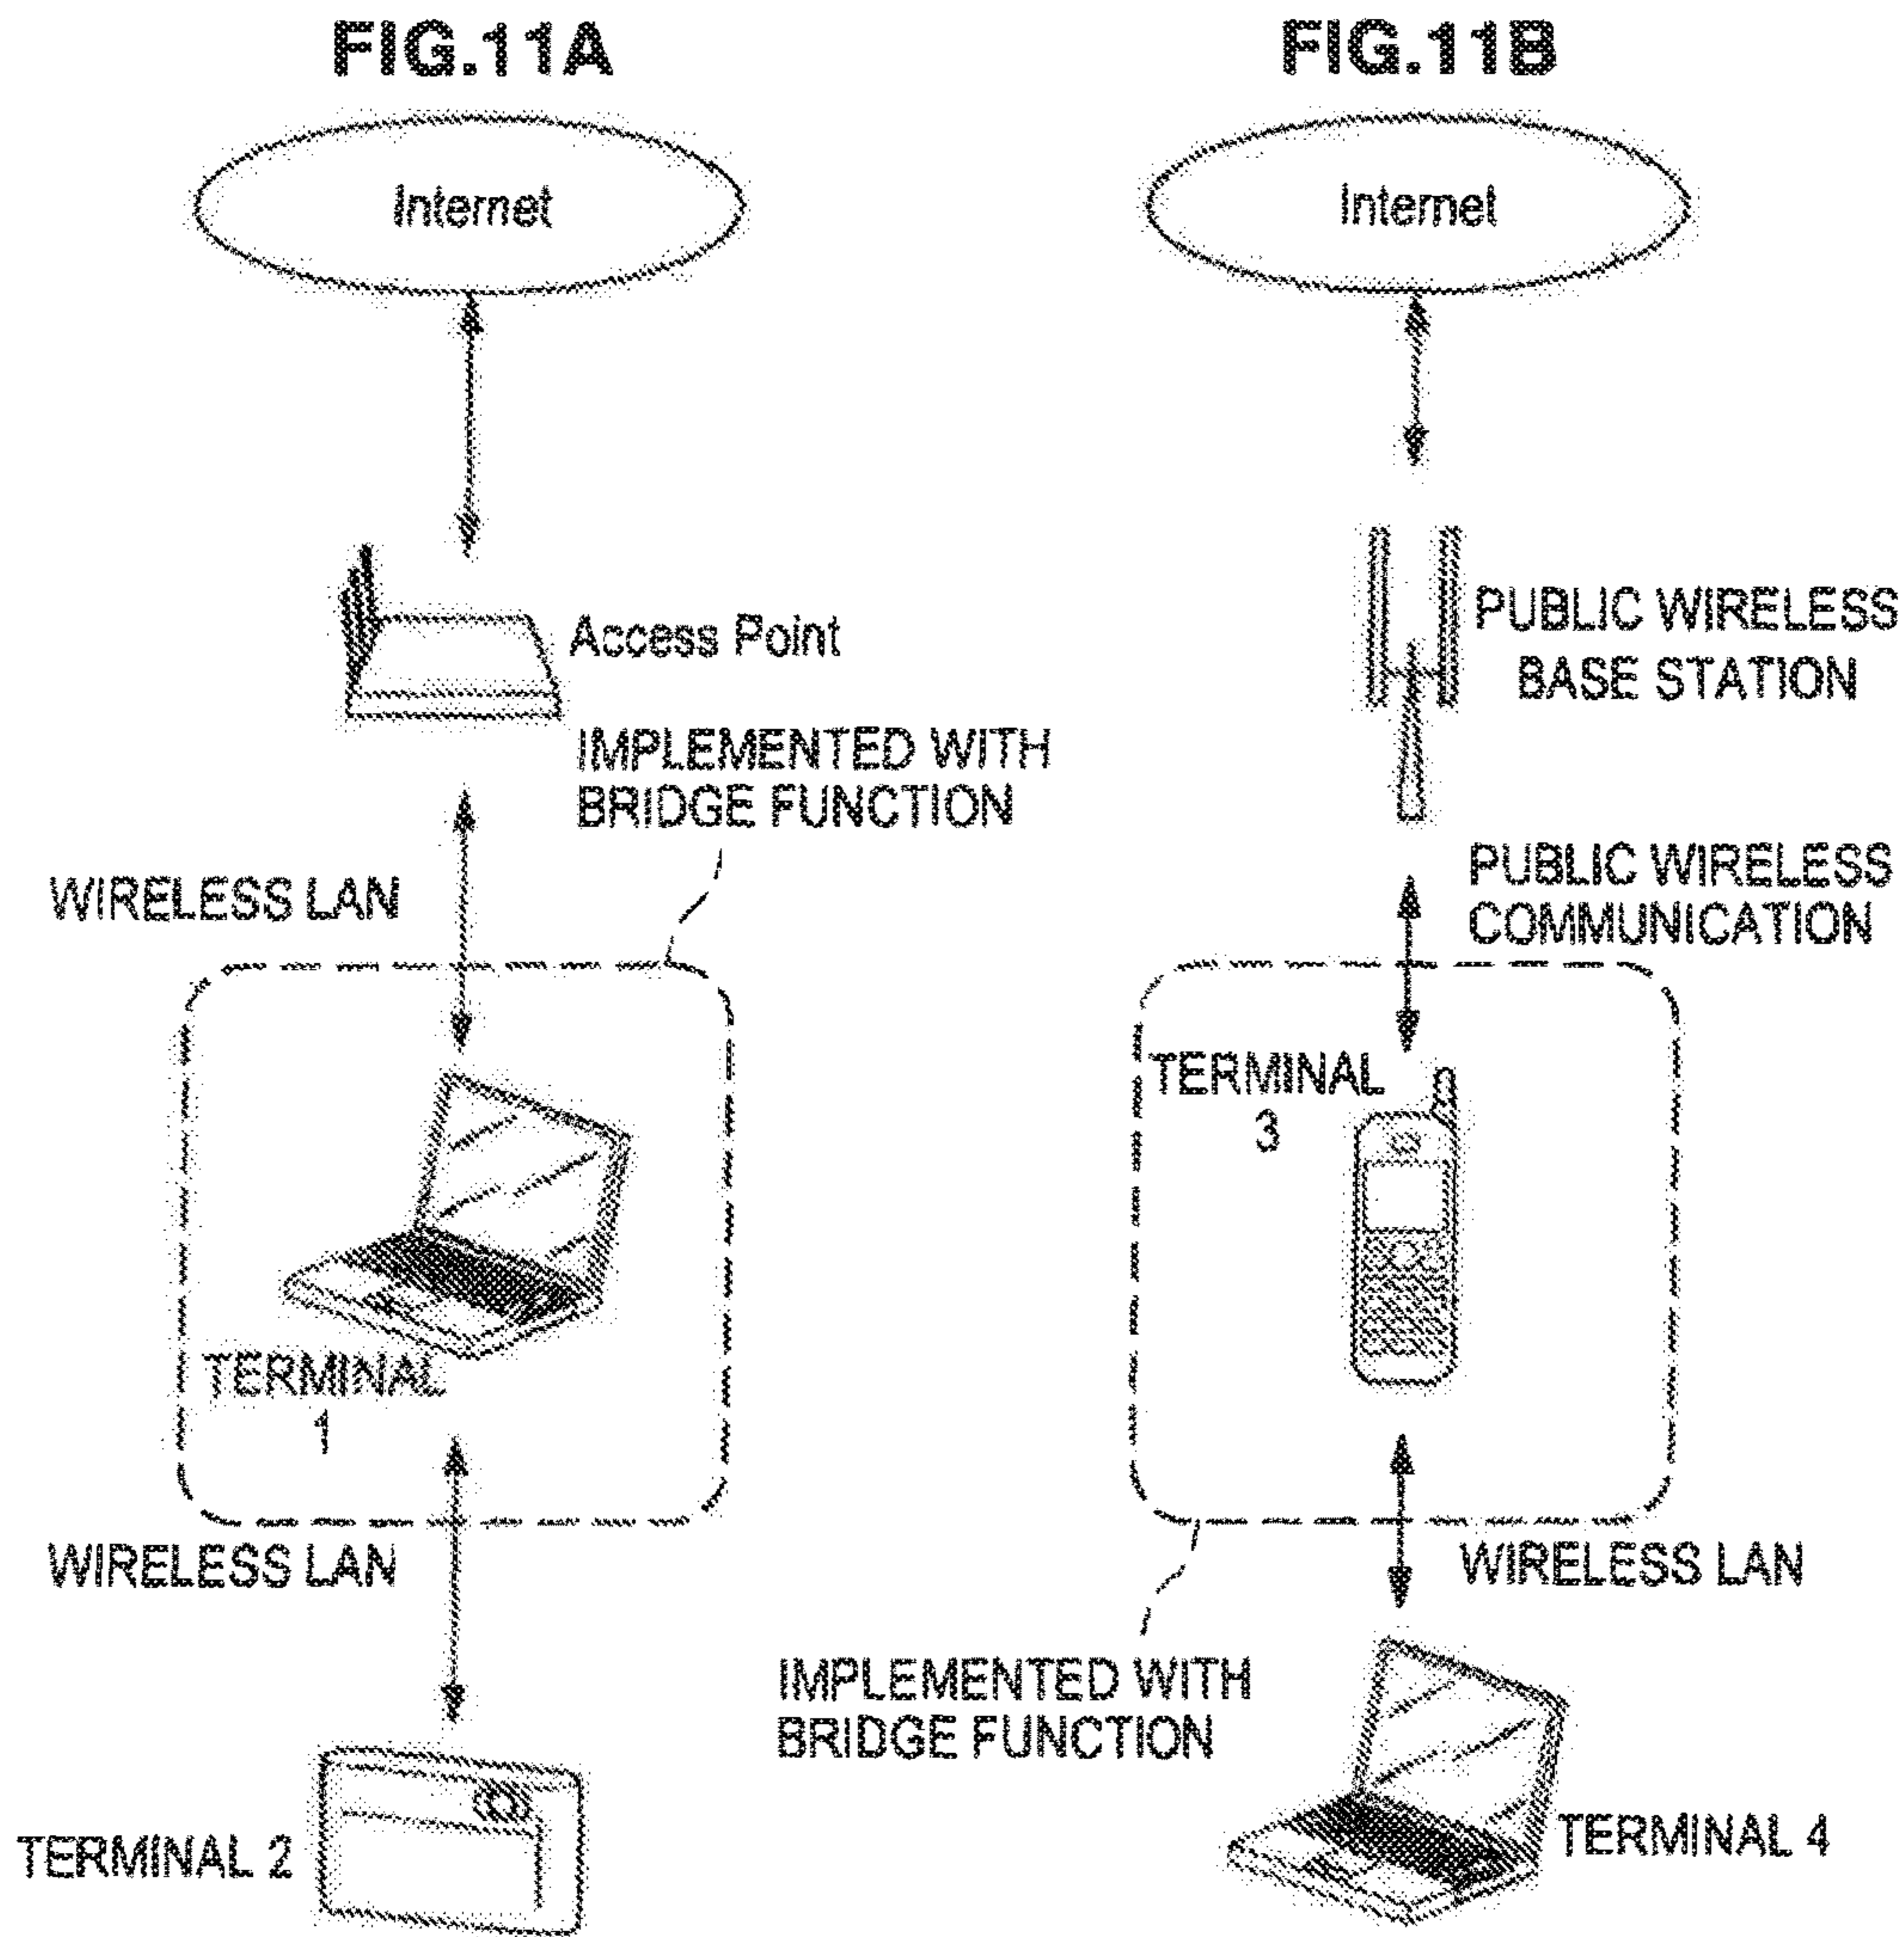 FIG.11A
Internet
Access Point
IMPLEMENTED WITH
BRIDGE FUNCTION
WIRELESS LAN
TERMINAL
1
WIRELESS LAN
TERMINAL 2
FIG.11B
Internet
PUBLIC WIRELESS
BASE STATION
PUBLIC WIRELESS
COMMUNICATION
TERMINAL
3
WIRELESS LAN
IMPLEMENTED WITH
BRIDGE FUNCTION
TERMINAL 4